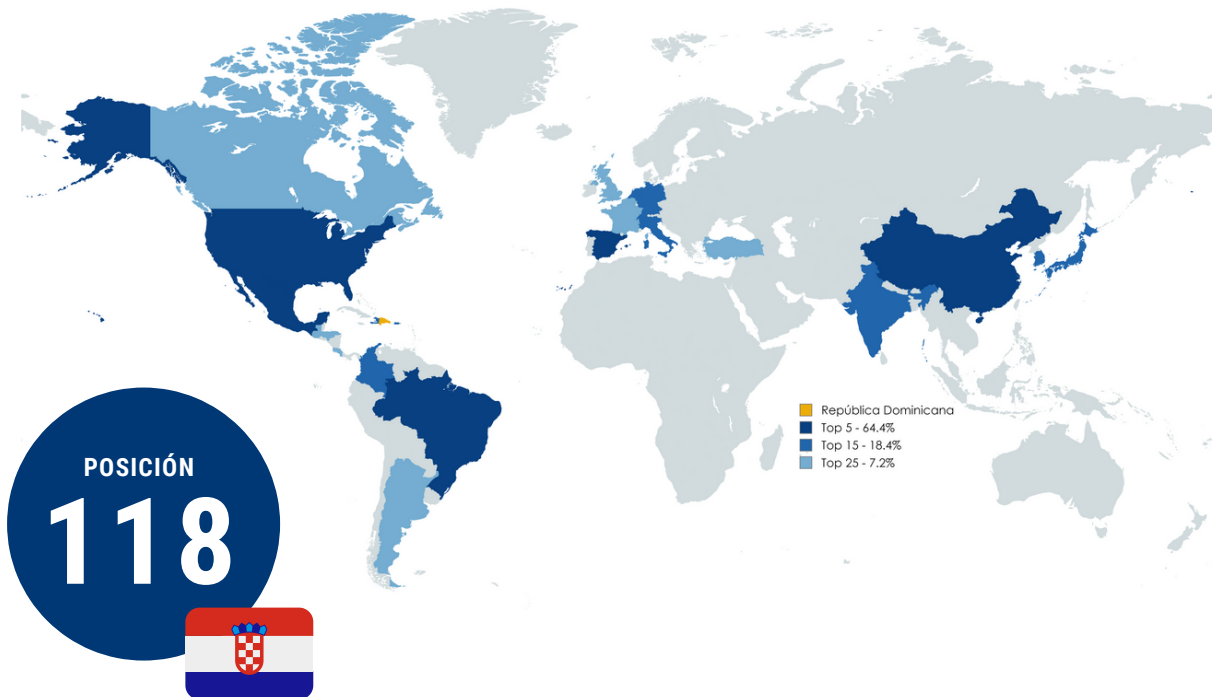 República Dominicana
Top 5 - 64.4%
Top 15 - 18.4%
Top 25 - 7.2%
POSICIÓN
118